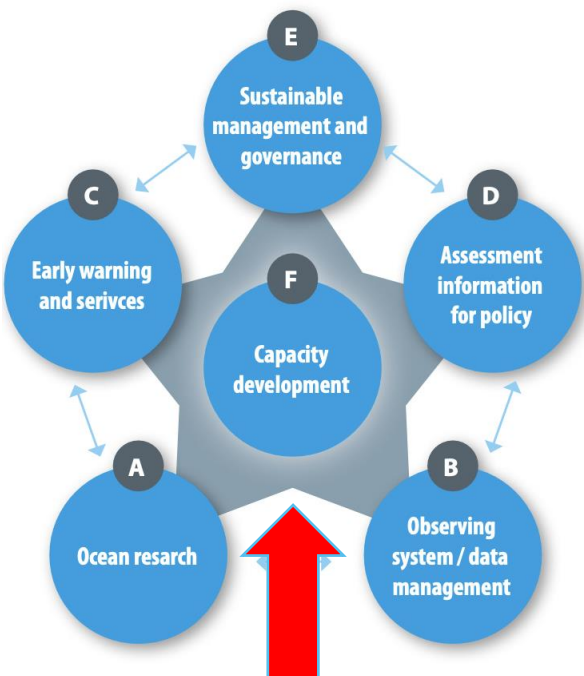 E
Sustainable
management and
governance
C
Early warning
and serivces
D
Assessment
information
for policy
F
Capacity
development
A
Ocean resarch
B
Observing
system / data
management